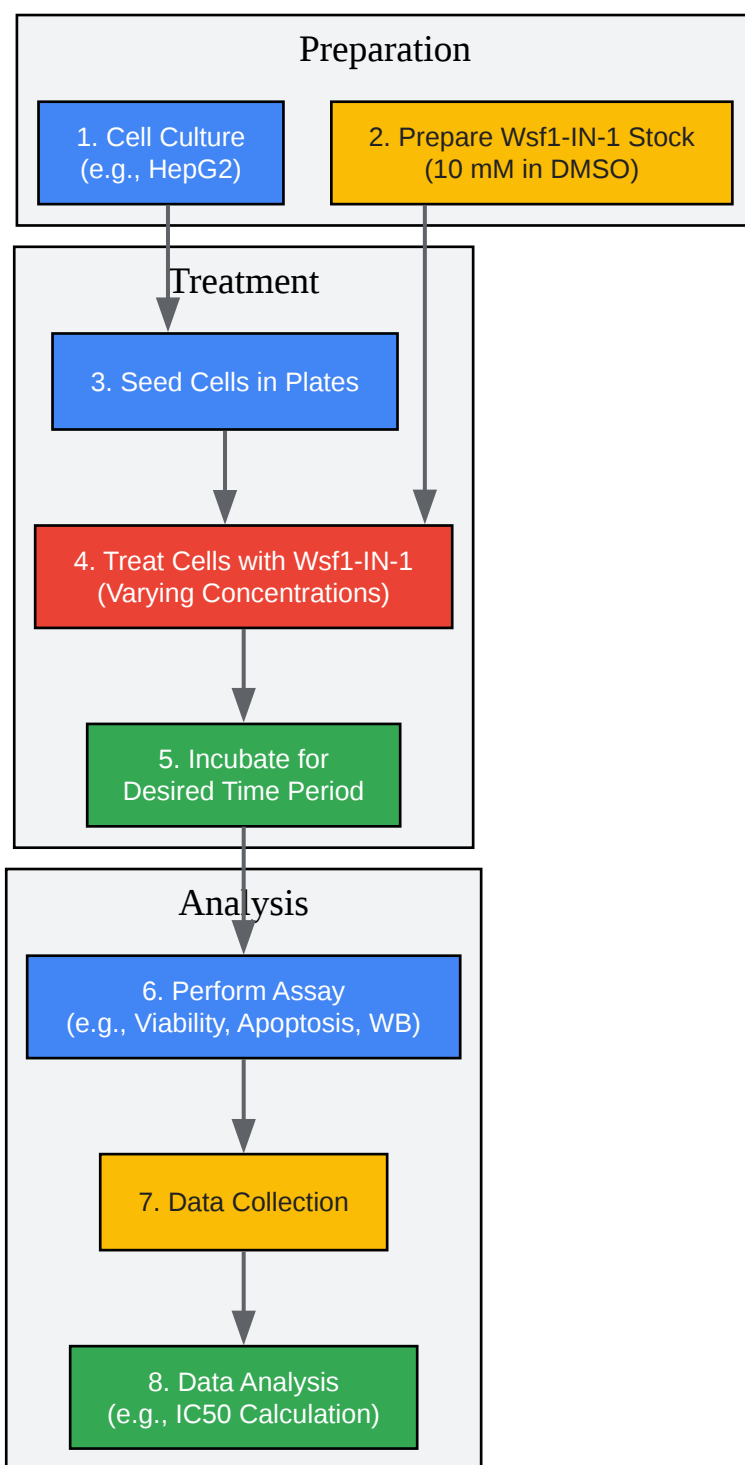 Preparation
1. Cell Culture
(e.g., HepG2)
2. Prepare Wsf1-IN-1 Stock
(10 mM in DMSO)
Treatment
3. Seed Cells in Plates
4. Treat Cells with Wsf1-IN-1
(Varying Concentrations)
5. Incubate for
Desired Time Period
Analysis
6. Perform Assay
(e.g., Viability, Apoptosis, WB)
7. Data Collection
8. Data Analysis
(e.g., IC50 Calculation)